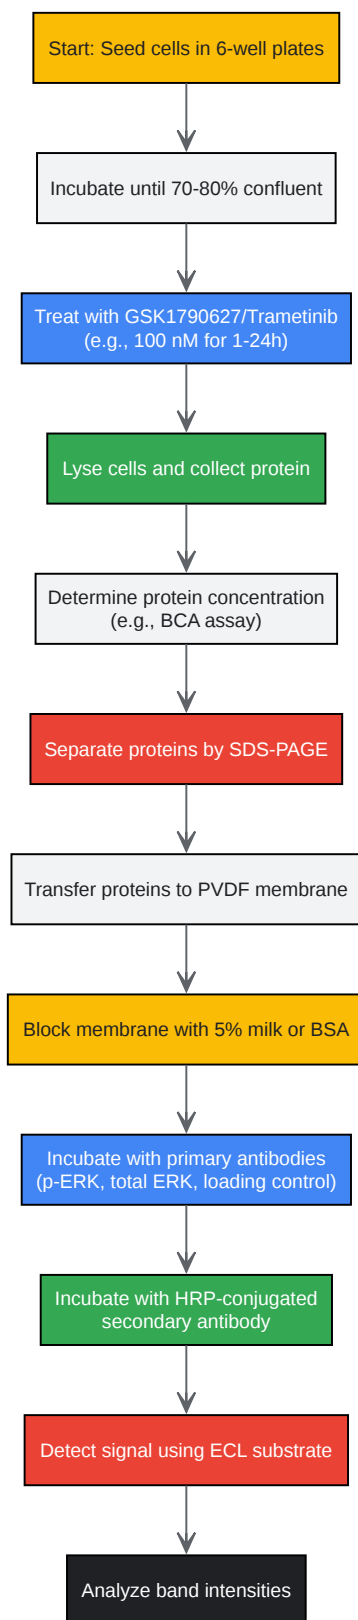 Start: Seed cells in 6-well plates
Incubate until 70-80% confluent
Treat with GSK1790627/Trametinib
(e.g., 100 nM for 1-24h)
Lyse cells and collect protein
Determine protein concentration
(e.g., BCA assay)
Separate proteins by SDS-PAGE
Transfer proteins to PVDF membrane
Block membrane with 5% milk or BSA
Incubate with primary antibodies
(p-ERK, total ERK, loading control)
Incubate with HRP-conjugated
secondary antibody
Detect signal using ECL substrate
Analyze band intensities